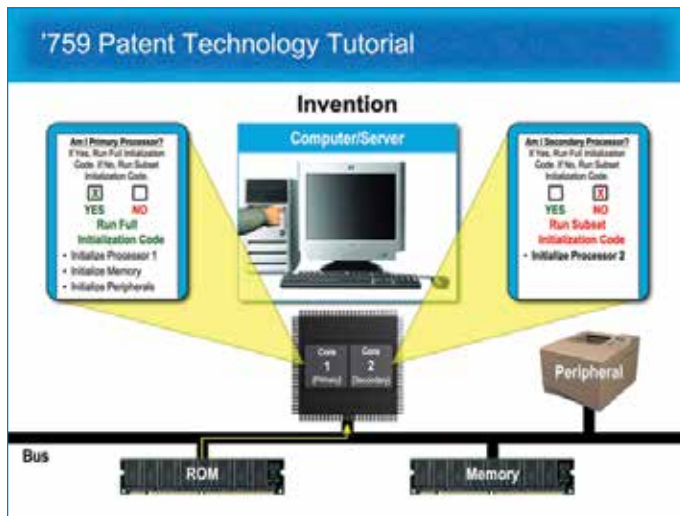 '759 Patent Technology Tutorial
Invention
Am I Primary Processor?
If Yes, Run Full Initialization
Code. If No, Run Subset
Initialization Code.
X
YES NO
Run Full
Initialization Code
• Initialize Processor 1
• Initialize Memory
• Initialize Peripherals
Computer/Server
Am I Secondary Processor?
If Yes, Run Full Initialization
Code. If No, Run Subset
Initialization Code.
X
YES NO
Run Subset
Initialization Code
• Initialize Processor 2
Core
1
(Primary)
Core
2
(Secondary)
Peripheral
Bus
ROM
Memory